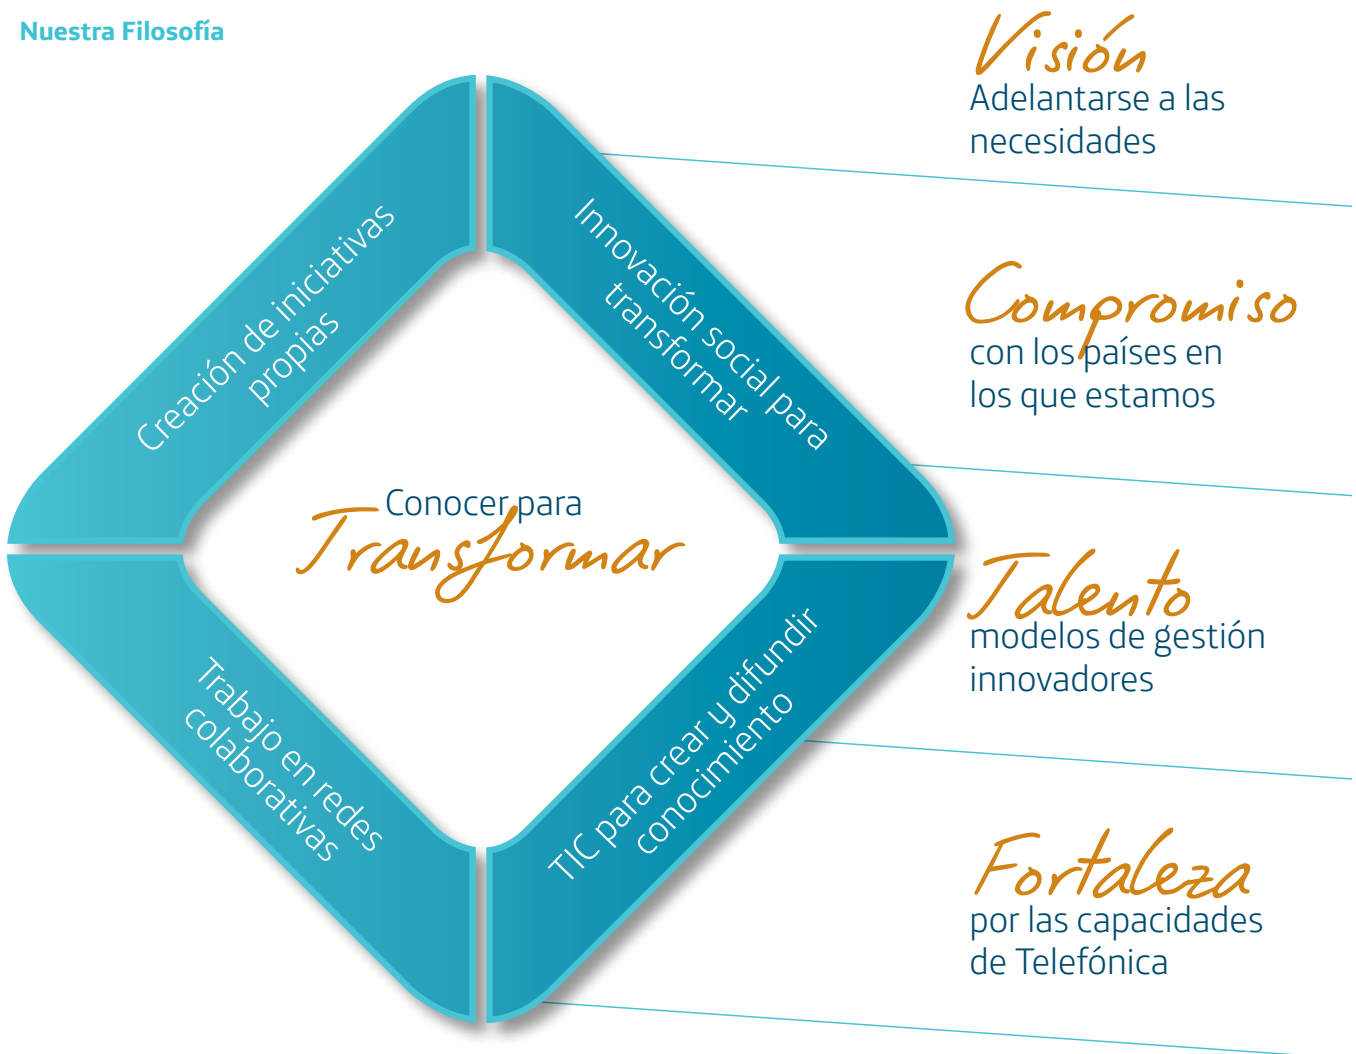 Nuestra Filosofía
Creación de iniciativas
propias
Innovación social para
transformar
Conocer para
Transformar
Trabajo en redes
colaborativas
TIC para crear y difundir
conocimiento
Visión
Adelantarse a las
necesidades
Compromiso
con los países en
los que estamos
Talento
modelos de gestión
innovadores
Fortaleza
por las capacidades
de Telefónica